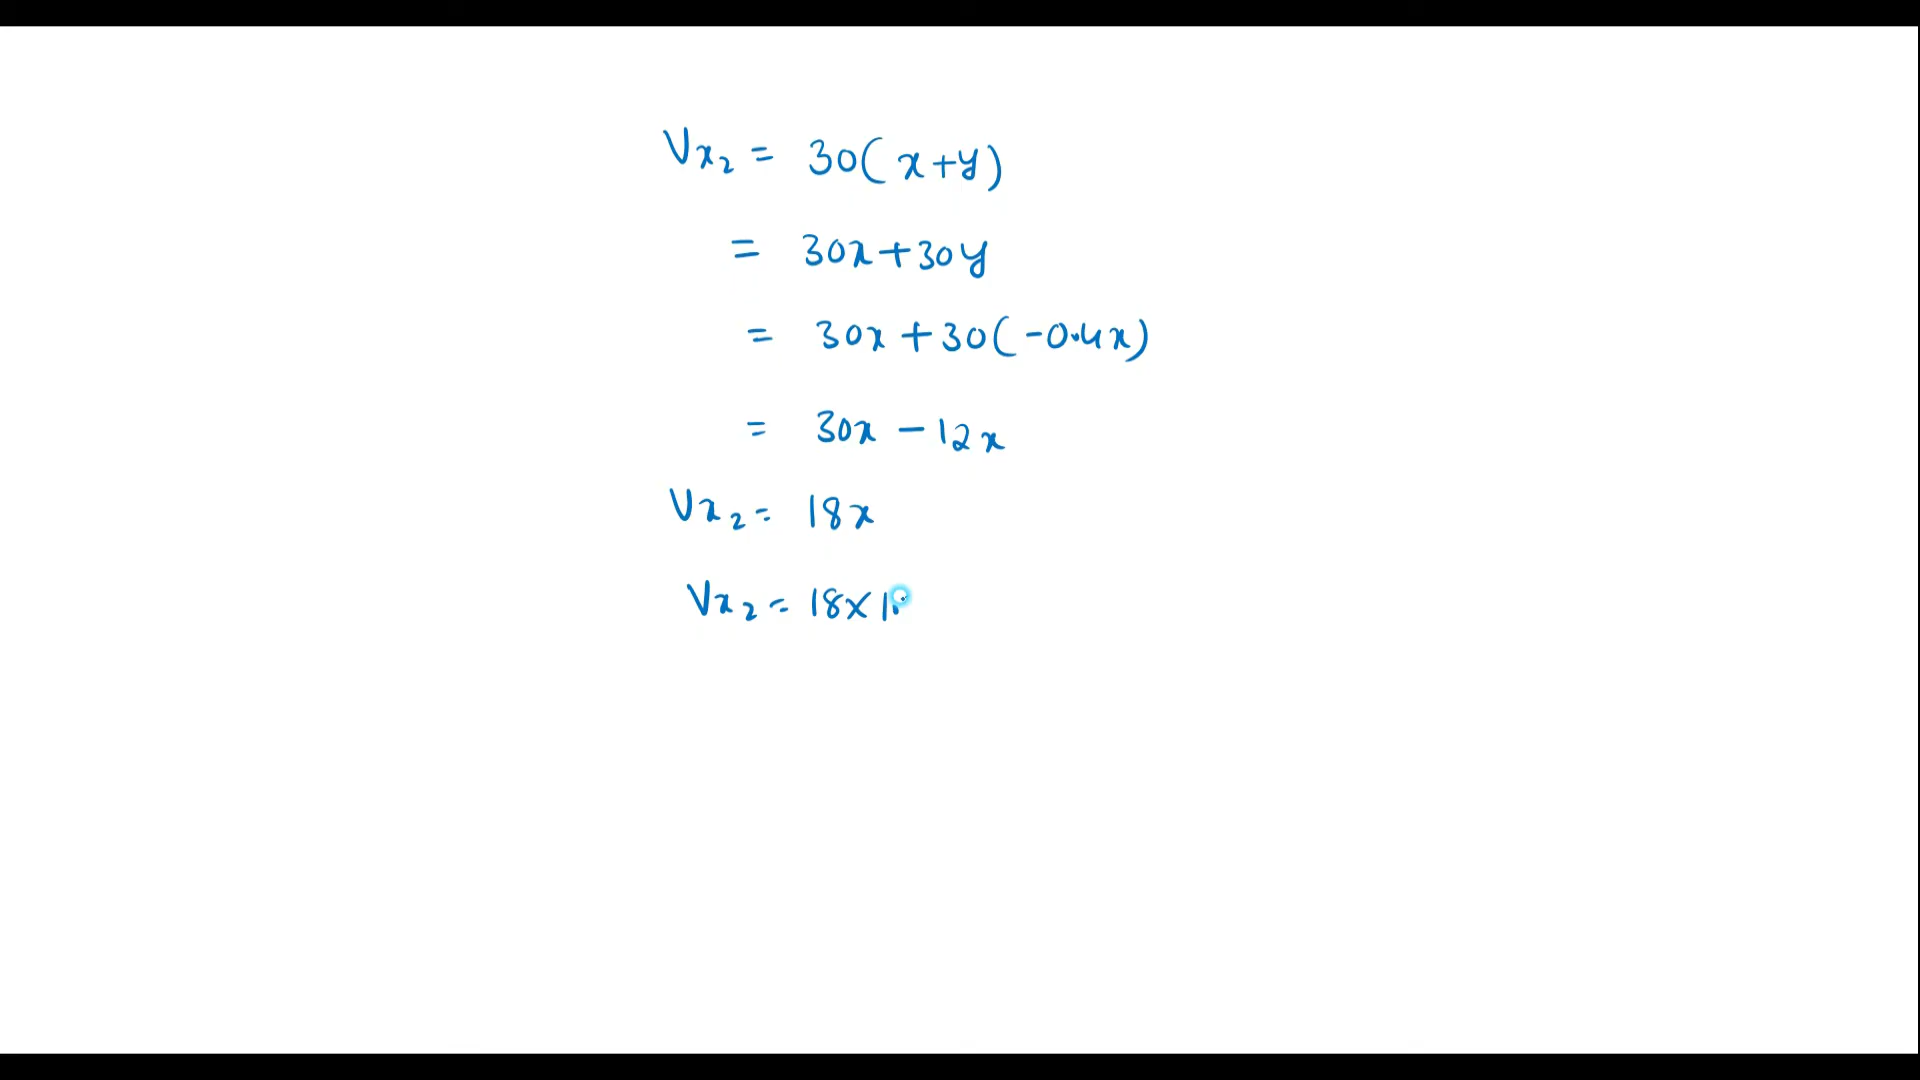 Vx₂ = 30(x+y)
= 30x+30y
= 30x+30(-0.4x)
= 30x - 12x
Vx₂ = 18x
Vx₂ = 18×1